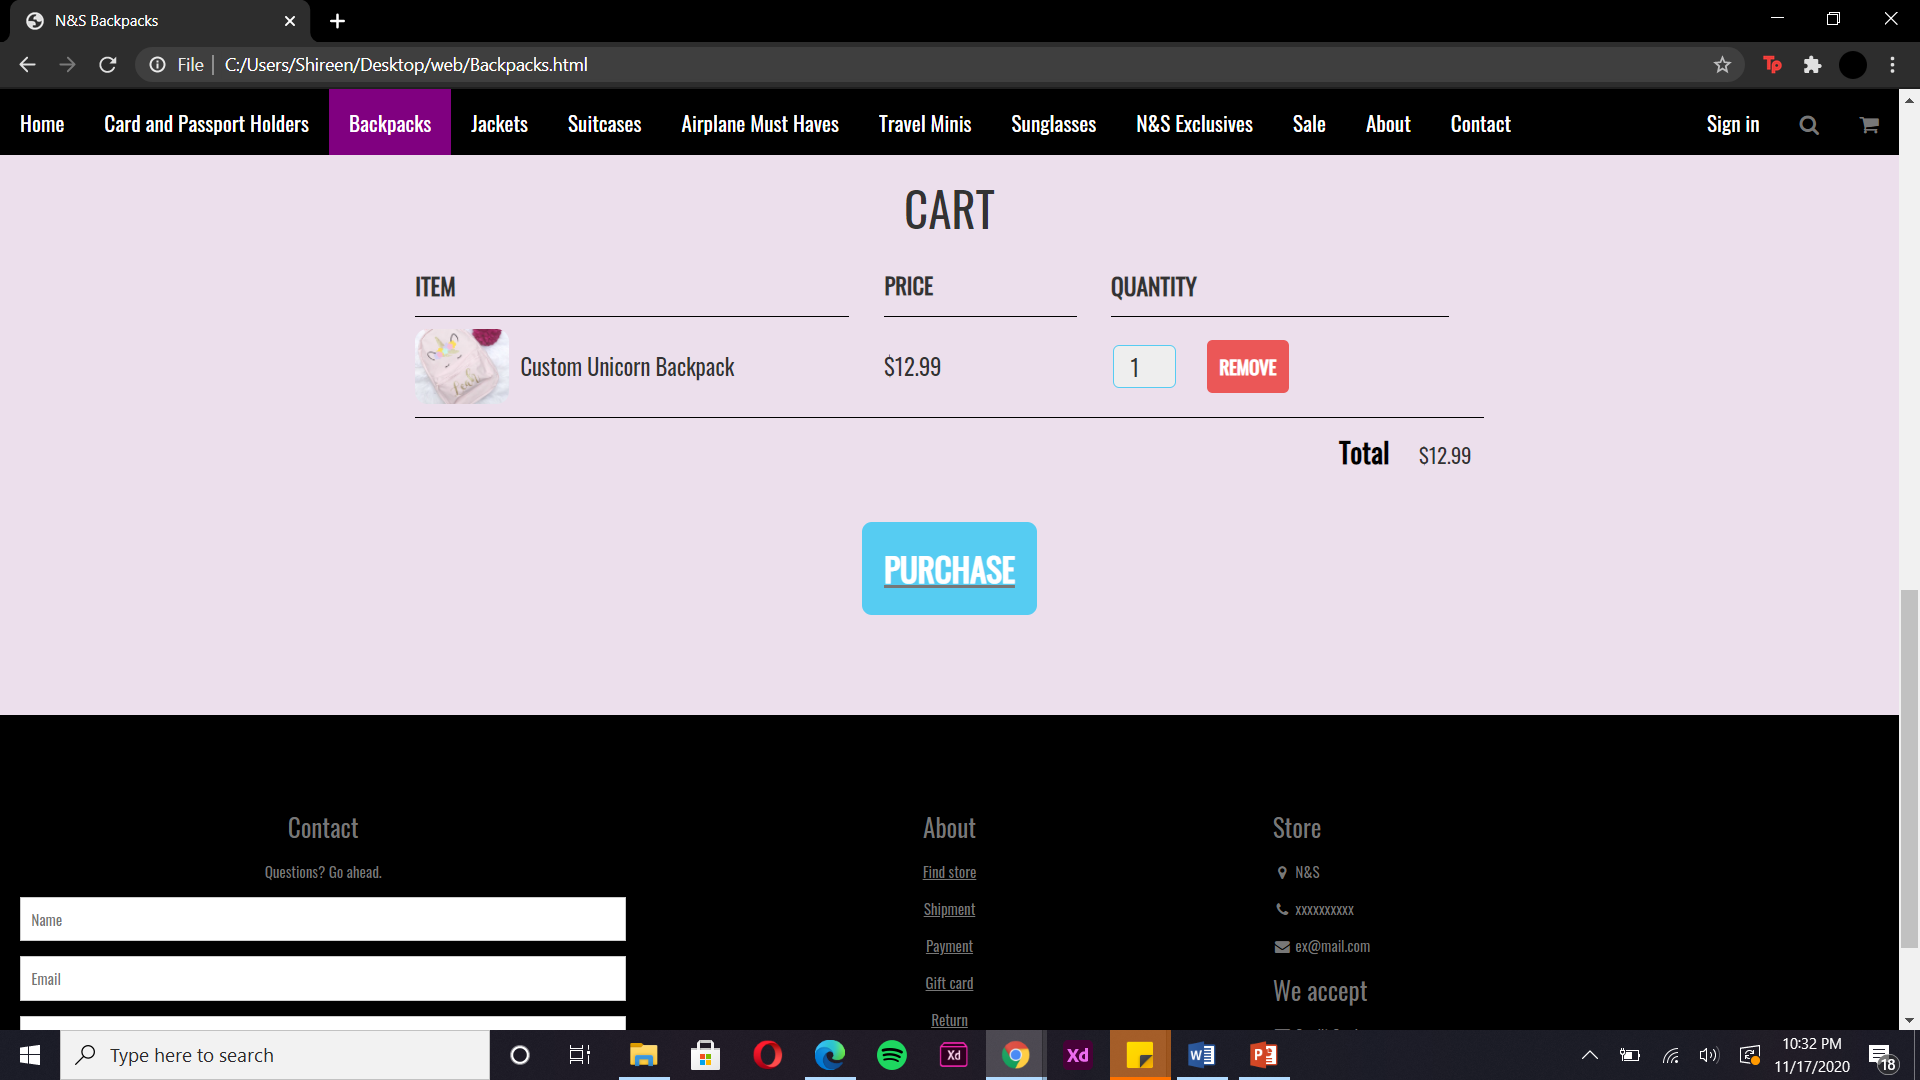 N&S Backpacks
File | C:/Users/Shireen/Desktop/web/Backpacks.html
Home Card and Passport Holders Backpacks Jackets Suitcases Airplane Must Haves Travel Minis Sunglasses N&S Exclusives Sale About Contact Sign in
CART
ITEM PRICE QUANTITY
Custom Unicorn Backpack $12.99 1 REMOVE
Total $12.99
PURCHASE
Contact About Store
Questions? Go ahead. Find store N&S
Name Shipment xxxxxxxxxx
Payment ex@mail.com
Email Gift card We accept
Return
Type here to search
10:32 PM
11/17/2020
18